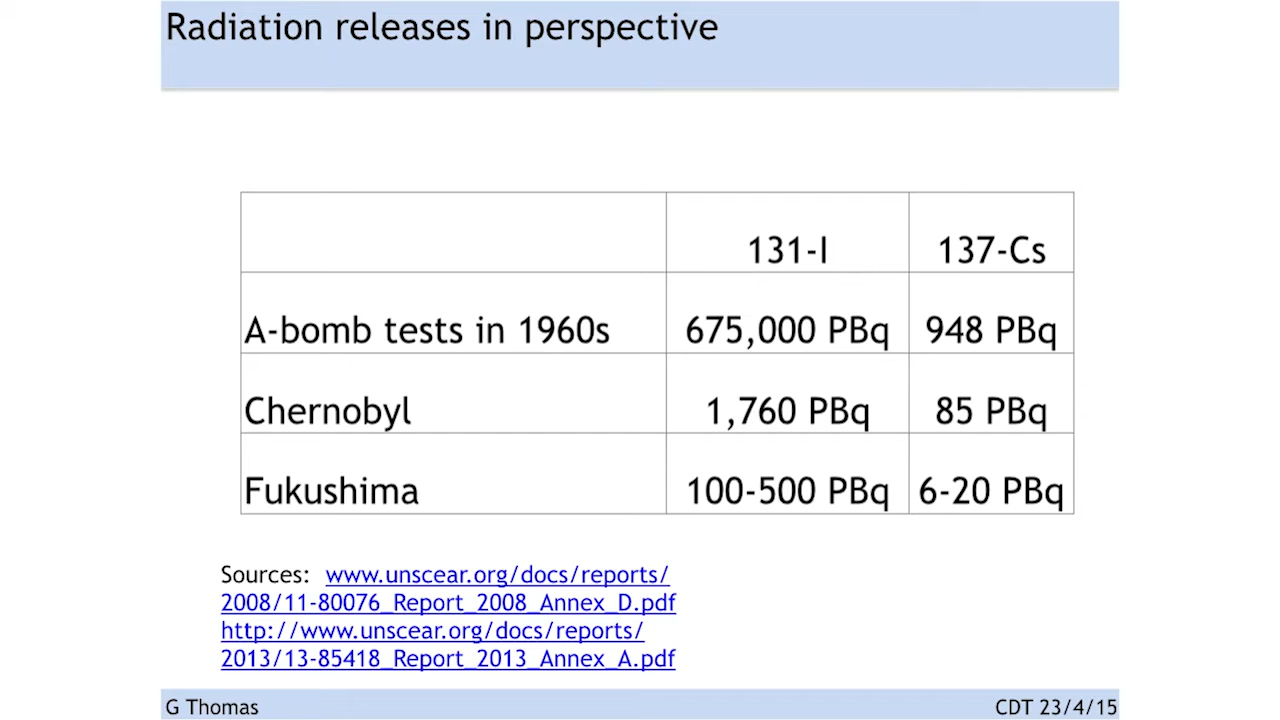 Radiation releases in perspective
131-I 137-Cs
A-bomb tests in 1960s 675,000 PBq 948 PBq
Chernobyl 1,760 PBq 85 PBq
Fukushima 100-500 PBq 6-20 PBq
Sources: www.unscear.org/docs/reports/
2008/11-80076_Report_2008_Annex_D.pdf
http://www.unscear.org/docs/reports/
2013/13-85418_Report_2013_Annex_A.pdf
G Thomas CDT 23/4/15